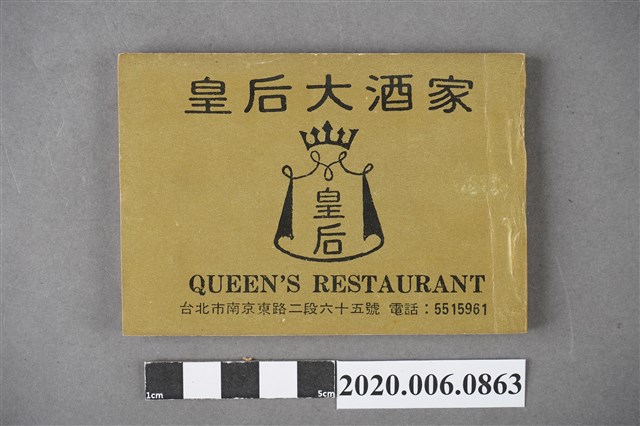 皇后大酒家
皇
后
QUEEN'S RESTAURANT
台北市南京東路二段六十五號 電話：5515961
1cm 5cm
2020.006.0863